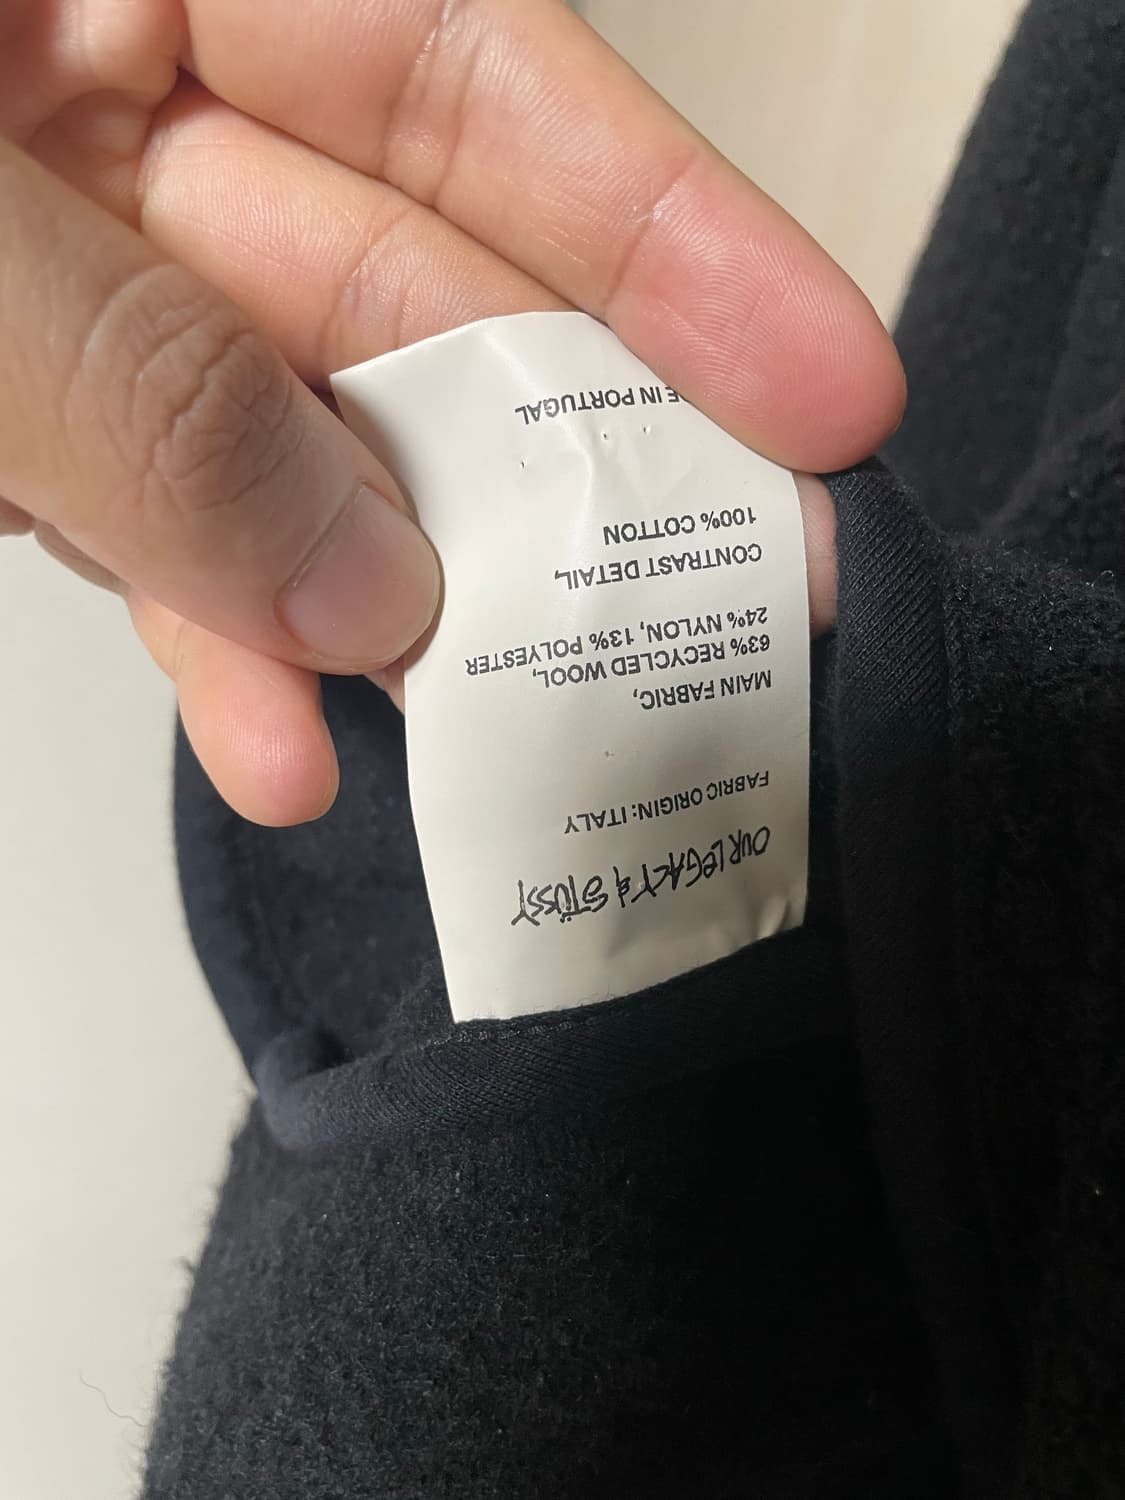 OUR LEGACY & STÜSSY
FABRIC ORIGIN: ITALY
MAIN FABRIC,
63% RECYCLED WOOL,
24% NYLON, 13% POLYESTER
CONTRAST DETAIL,
100% COTTON
IN PORTUGAL